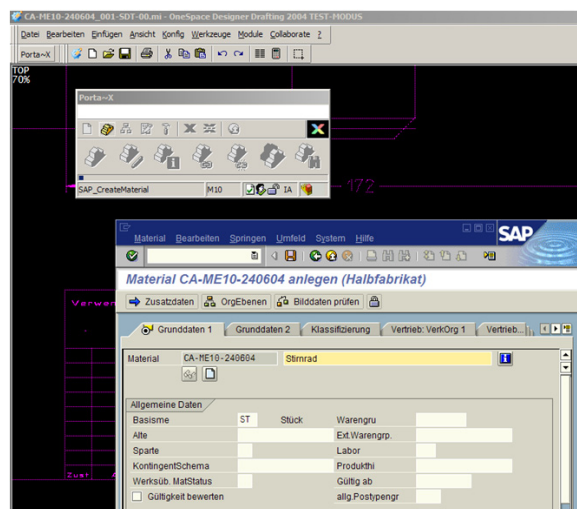 CA-ME10-240604_001-SDT-00.mi - OneSpace Designer Drafting 2004 TEST-MODUS
Datei Bearbeiten Einfügen Ansicht Konfig Werkzeuge Module Collaborate ?
Porta~X
TOP
70%
Porta~X
SAP_CreateMaterial M10 IA
172
Material Bearbeiten Springen Umfeld System Hilfe
SAP
Material CA-ME10-240604 anlegen (Halbfabrikat)
Zusatzdaten OrgEbenen Bilddaten prüfen
Grunddaten 1 Grunddaten 2 Klassifizierung Vertrieb: VerkOrg 1 Vertrieb...
Material CA-ME10-240604 Stirnrad
Allgemeine Daten
Basisme ST Stück Warengru
Alte Ext.Warengrp.
Sparte Labor
KontingentSchema Produkthi
Werksüb. MatStatus Gültig ab
Gültigkeit bewerten allg.Postypengr
Verwen
Zust